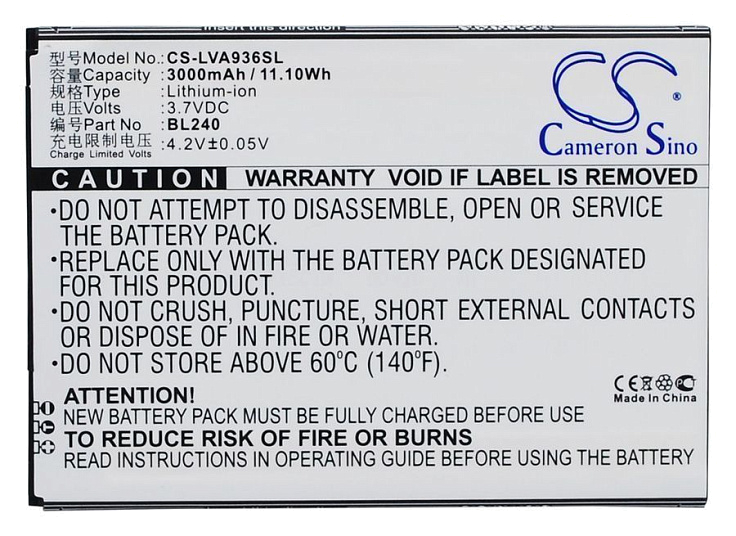 型号Model No.:CS-LVA936SL
容量Capacity :3000mAh / 11.10Wh
规格Type :Lithium-ion
电压Voltage :3.7VDC
编号Part No :BL240
充电限制电压:4.2V±0.05V
Charge Limited Volts
CS®
Cameron Sino
CAUTION WARRANTY VOID IF LABEL IS REMOVED
•DO NOT ATTEMPT TO DISASSEMBLE, OPEN OR SERVICE
THE BATTERY PACK.
•REPLACE ONLY WITH THE BATTERY PACK DESIGNATED
FOR THIS PRODUCT.
•DO NOT CRUSH, PUNCTURE, SHORT EXTERNAL CONTACTS
OR DISPOSE OF IN FIRE OR WATER.
•DO NOT STORE ABOVE 60°C (140°F).
ATTENTION!
NEW BATTERY PACK MUST BE FULLY CHARGED BEFORE USE
TO REDUCE RISK OF FIRE OR BURNS
READ INSTRUCTIONS IN OPERATING GUIDE BEFORE USING THE BATTERY
CE
Made In China